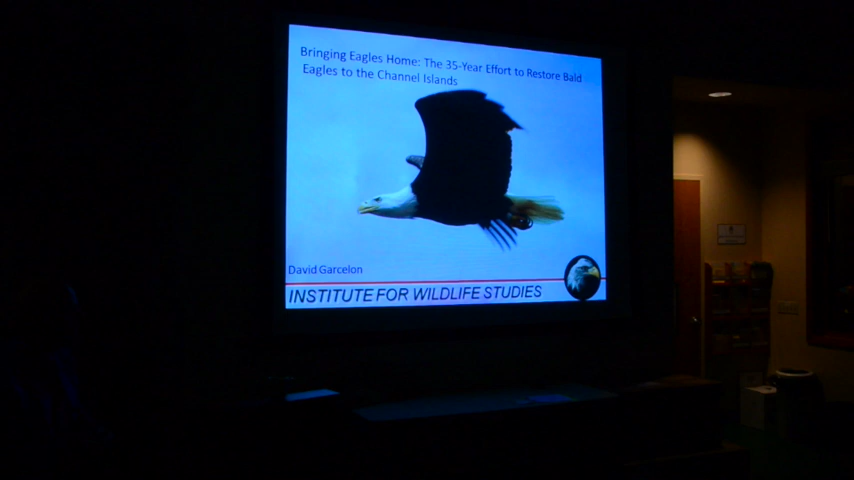 Bringing Eagles Home: The 35-Year Effort to Restore Bald
Eagles to the Channel Islands
David Garcelon
INSTITUTE FOR WILDLIFE STUDIES